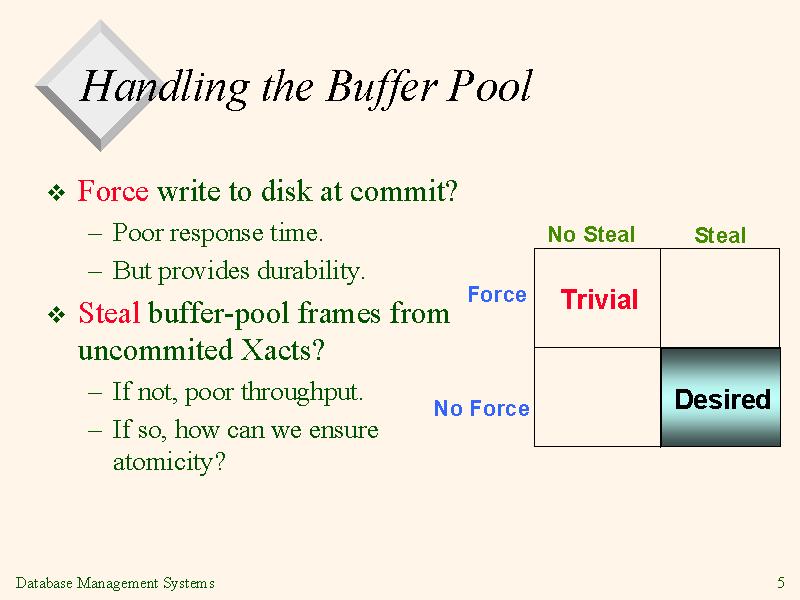 Handling the Buffer Pool
❖ Force write to disk at commit?
– Poor response time.
– But provides durability.
❖ Steal buffer-pool frames from
uncommited Xacts?
– If not, poor throughput.
– If so, how can we ensure
atomicity?
No Steal Steal
Force Trivial
No Force Desired
Database Management Systems 5